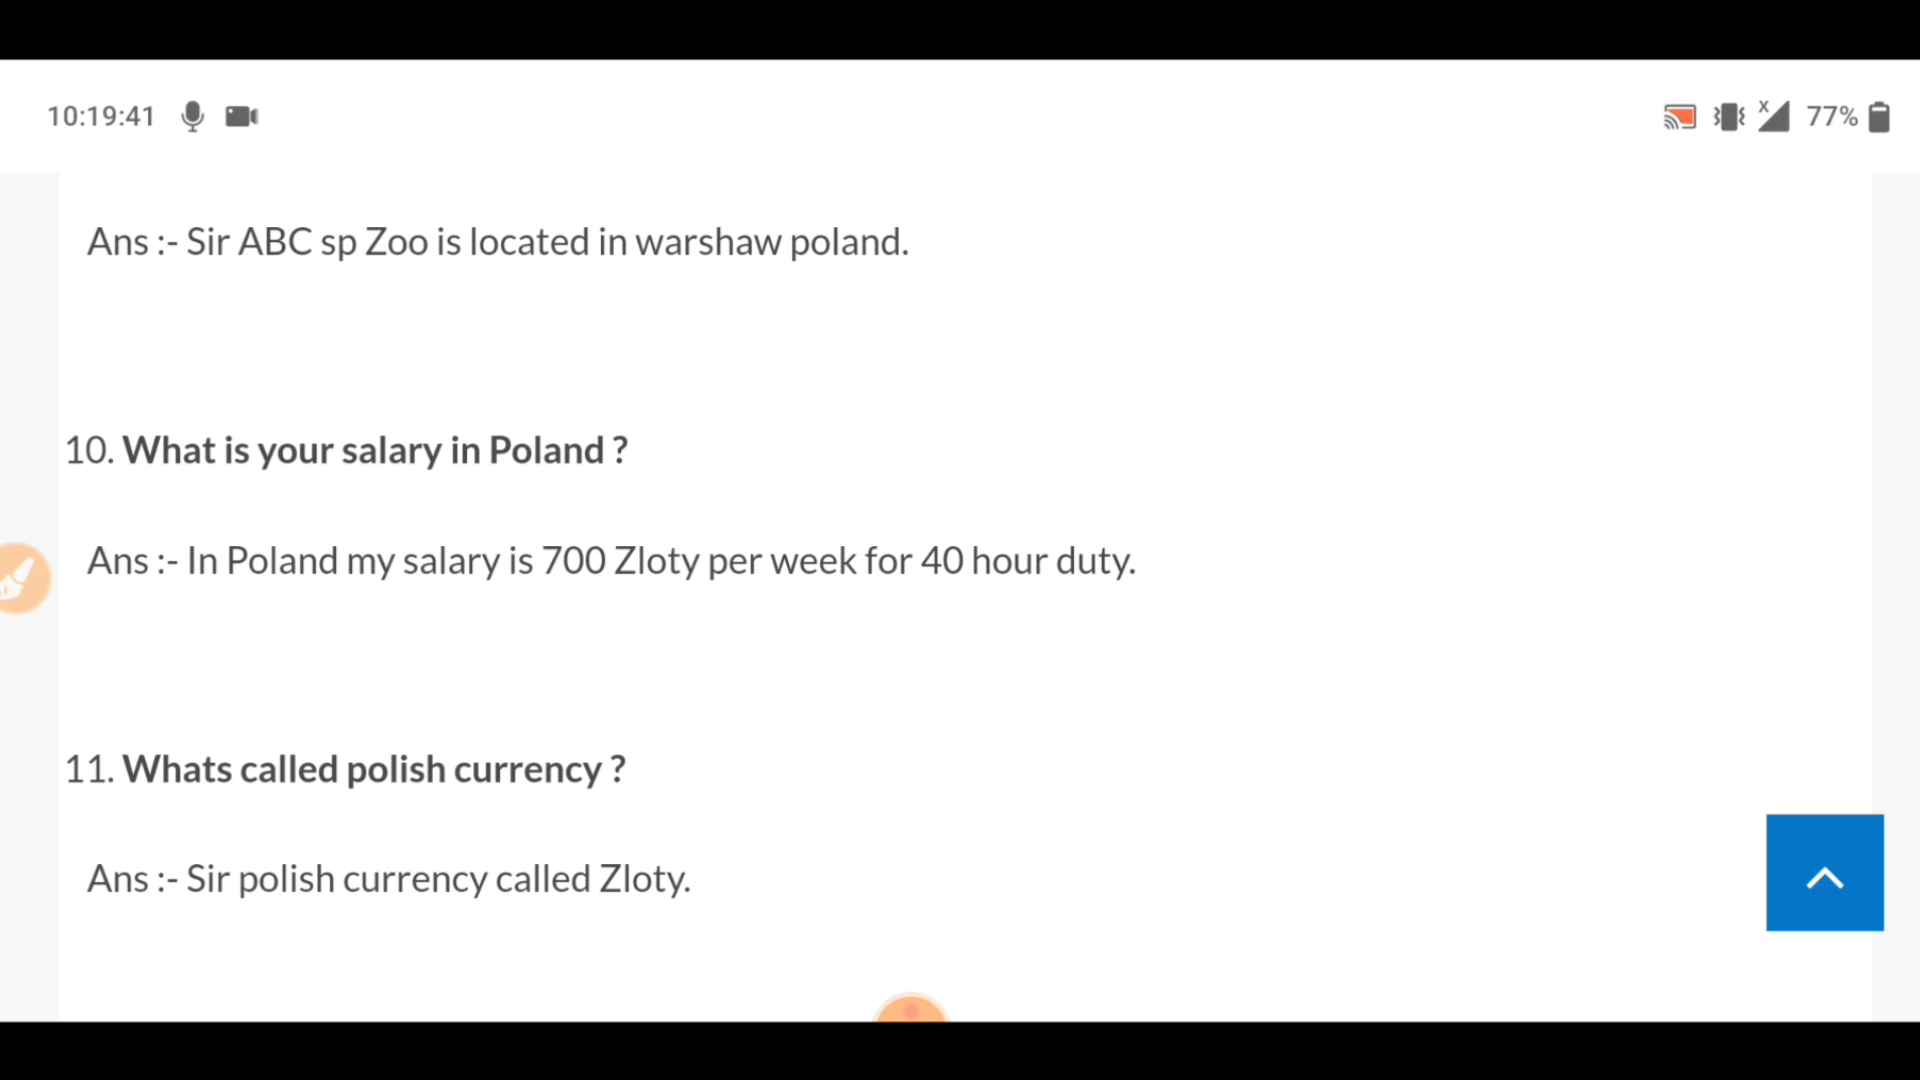 10:19:41
x 77%
Ans :- Sir ABC sp Zoo is located in warshaw poland.
10. What is your salary in Poland ?
Ans :- In Poland my salary is 700 Zloty per week for 40 hour duty.
11. Whats called polish currency ?
Ans :- Sir polish currency called Zloty.